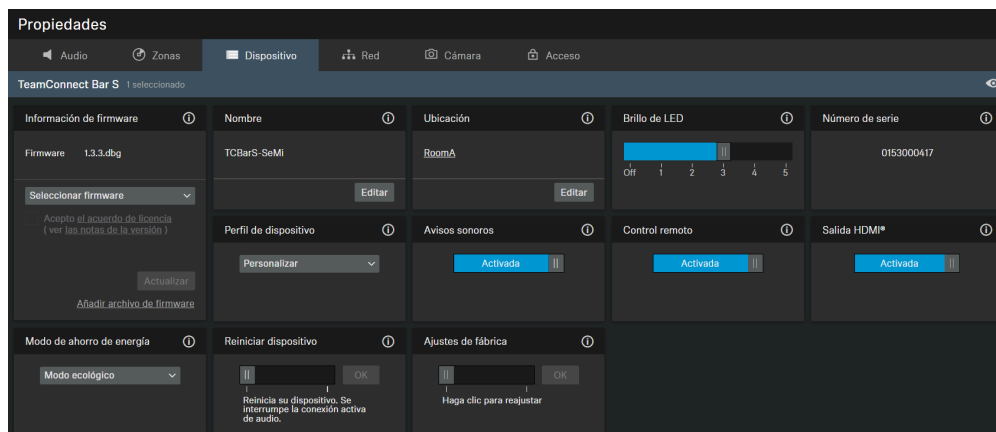 Propiedades
Audio
Zonas
Dispositivo
Red
Cámara
Acceso
TeamConnect Bar S 1 seleccionado
Información de firmware
Firmware 1.3.3.dbg
Seleccionar firmware
Acepto el acuerdo de licencia
( ver las notas de la versión )
Actualizar
Añadir archivo de firmware
Nombre
TCBarS-SeMi
Editar
Ubicación
RoomA
Editar
Brillo de LED
Off 1 2 3 4 5
Número de serie
0153000417
Perfil de dispositivo
Personalizar
Avisos sonoros
Activada
Control remoto
Activada
Salida HDMI®
Activada
Modo de ahorro de energía
Modo ecológico
Reiniciar dispositivo
OK
Reinicia su dispositivo. Se
interrumpe la conexión activa
de audio.
Ajustes de fábrica
OK
Haga clic para reajustar